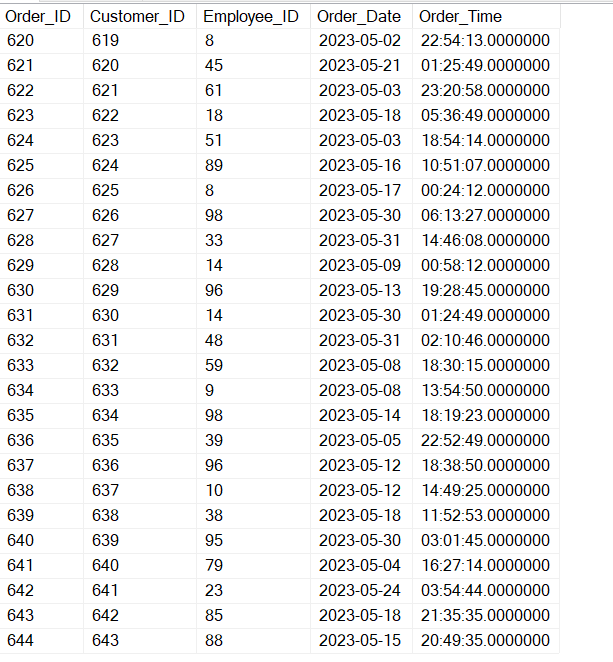 Order_ID Customer_ID Employee_ID Order_Date Order_Time
620 619 8 2023-05-02 22:54:13.0000000
621 620 45 2023-05-21 01:25:49.0000000
622 621 61 2023-05-03 23:20:58.0000000
623 622 18 2023-05-18 05:36:49.0000000
624 623 51 2023-05-03 18:54:14.0000000
625 624 89 2023-05-16 10:51:07.0000000
626 625 8 2023-05-17 00:24:12.0000000
627 626 98 2023-05-30 06:13:27.0000000
628 627 33 2023-05-31 14:46:08.0000000
629 628 14 2023-05-09 00:58:12.0000000
630 629 96 2023-05-13 19:28:45.0000000
631 630 14 2023-05-30 01:24:49.0000000
632 631 48 2023-05-31 02:10:46.0000000
633 632 59 2023-05-08 18:30:15.0000000
634 633 9 2023-05-08 13:54:50.0000000
635 634 98 2023-05-14 18:19:23.0000000
636 635 39 2023-05-05 22:52:49.0000000
637 636 96 2023-05-12 18:38:50.0000000
638 637 10 2023-05-12 14:49:25.0000000
639 638 38 2023-05-18 11:52:53.0000000
640 639 95 2023-05-30 03:01:45.0000000
641 640 79 2023-05-04 16:27:14.0000000
642 641 23 2023-05-24 03:54:44.0000000
643 642 85 2023-05-18 21:35:35.0000000
644 643 88 2023-05-15 20:49:35.0000000